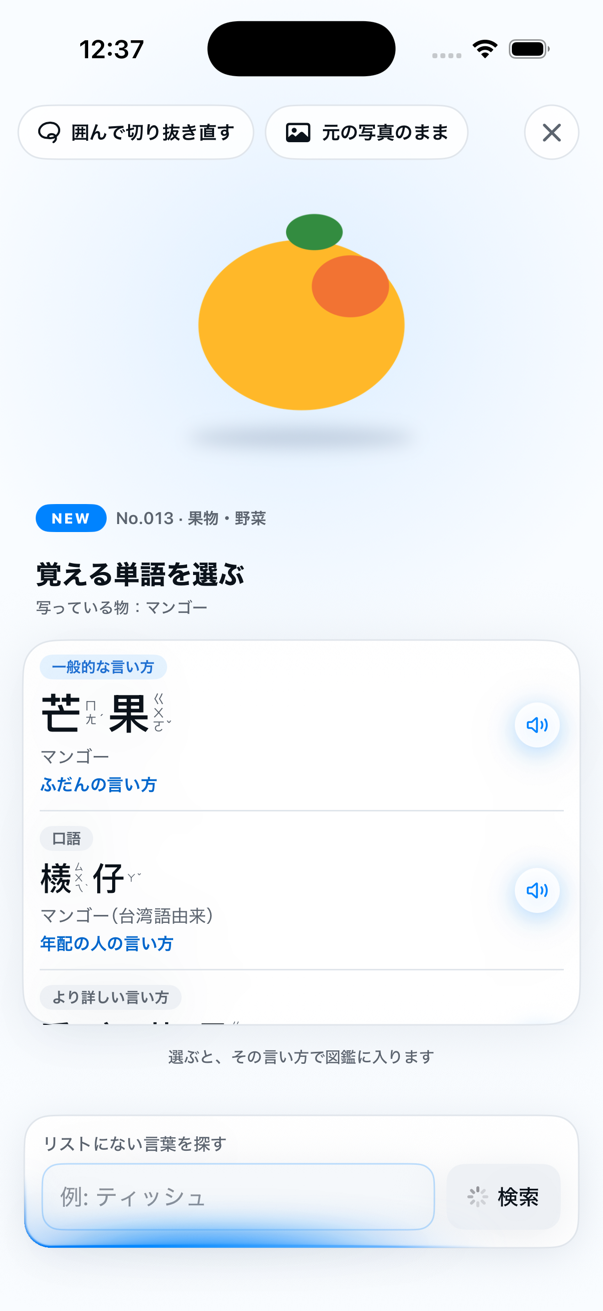 12:37
囲んで切り抜き直す
元の写真のまま
NEW No.013・果物・野菜
覚える単語を選ぶ
写っている物：マンゴー
一般的な言い方
芒ㄇㄤˊ果ㄍㄨㄛˇ
マンゴー
ふだんの言い方
口語
檨ㄙㄨㄟ仔ㄚˇ
マンゴー（台湾語由来）
年配の人の言い方
より詳しい言い方
選ぶと、その言い方で図鑑に入ります
リストにない言葉を探す
例: ティッシュ
検索